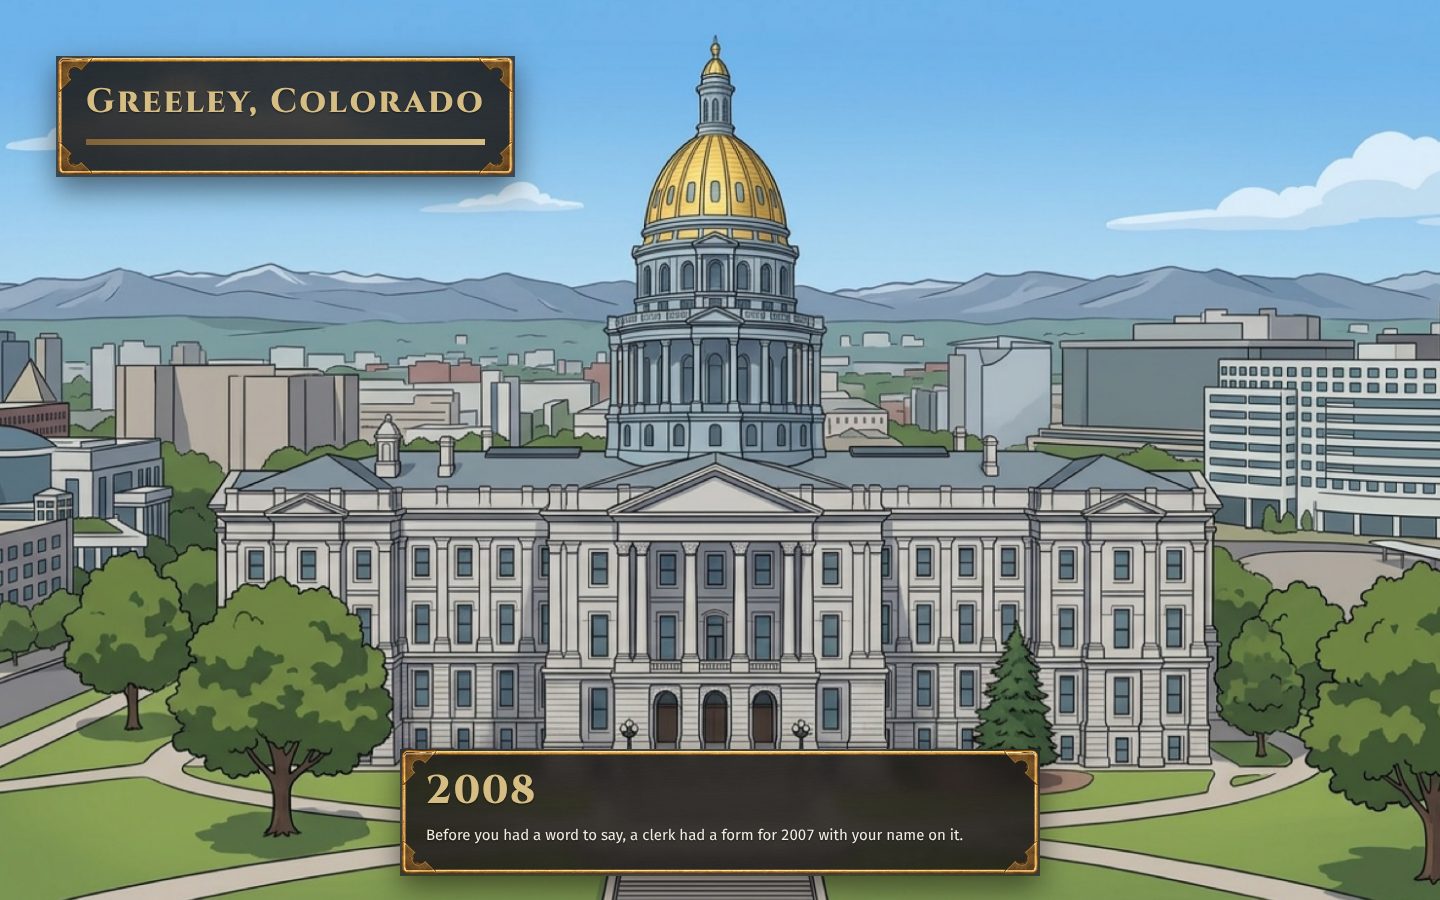 Greeley, Colorado
2008
Before you had a word to say, a clerk had a form for 2007 with your name on it.